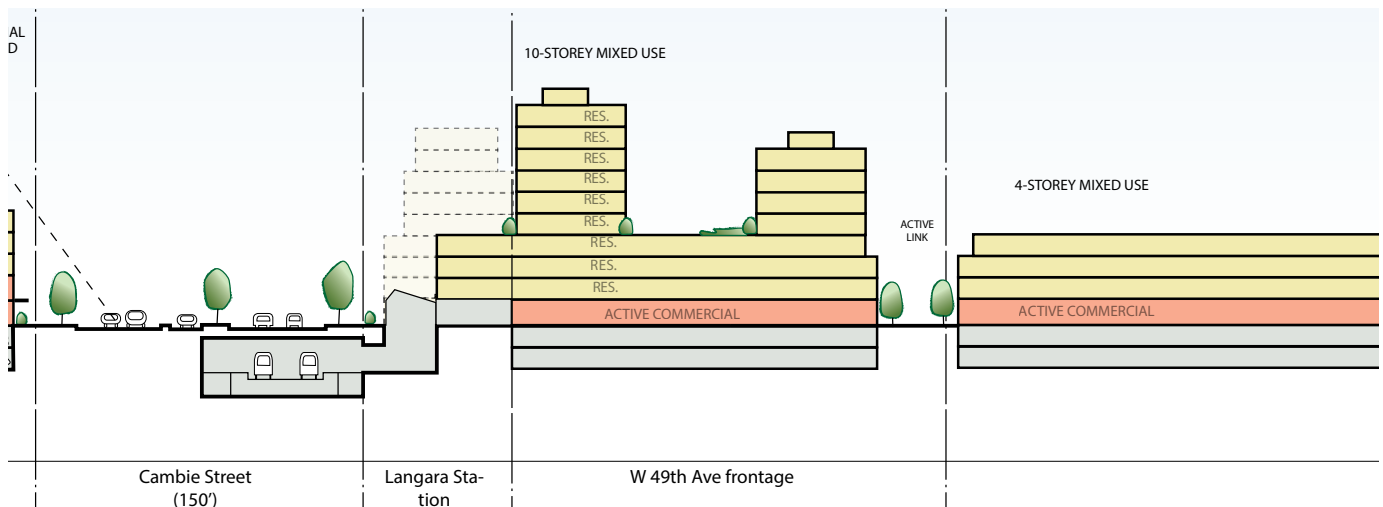 AL
D
10-STOREY MIXED USE
RES.
RES.
RES.
RES.
RES.
RES.
RES.
RES.
RES.
4-STOREY MIXED USE
ACTIVE
LINK
ACTIVE COMMERCIAL
ACTIVE COMMERCIAL
Cambie Street
(150')
Langara Sta-
tion
W 49th Ave frontage